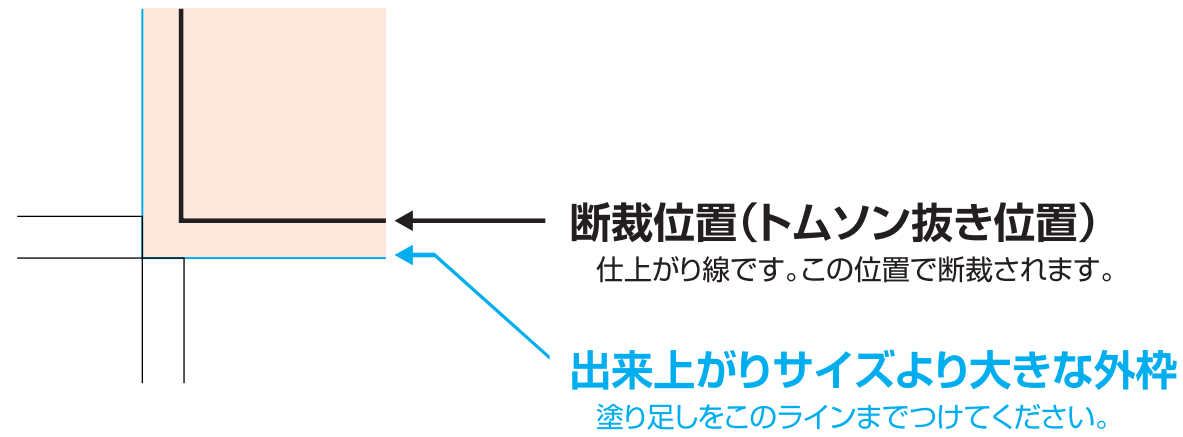 断裁位置（トムソン抜き位置）
仕上がり線です。この位置で断裁されます。
出来上がりサイズより大きな外枠
塗り足しをこのラインまでつけてください。